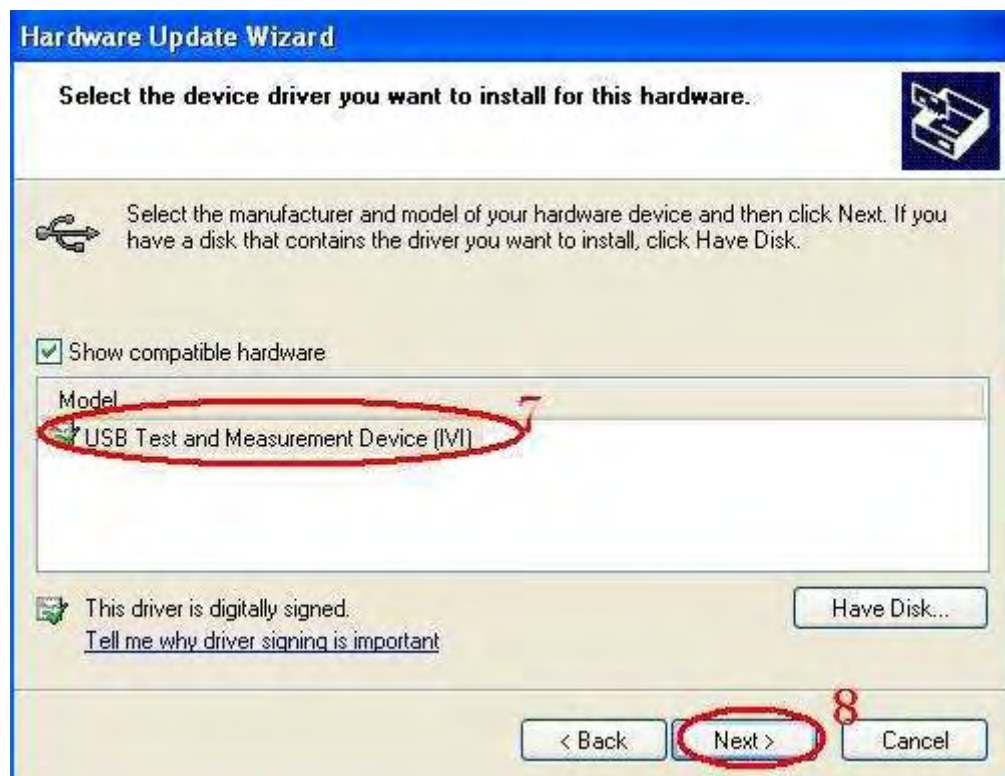 Hardware Update Wizard
Select the device driver you want to install for this hardware.
Select the manufacturer and model of your hardware device and then click Next. If you
have a disk that contains the driver you want to install, click Have Disk.
Show compatible hardware
Model
7
USB Test and Measurement Device (IVI)
This driver is digitally signed.
Have Disk...
Tell me why driver signing is important
8
< Back
Next >
Cancel